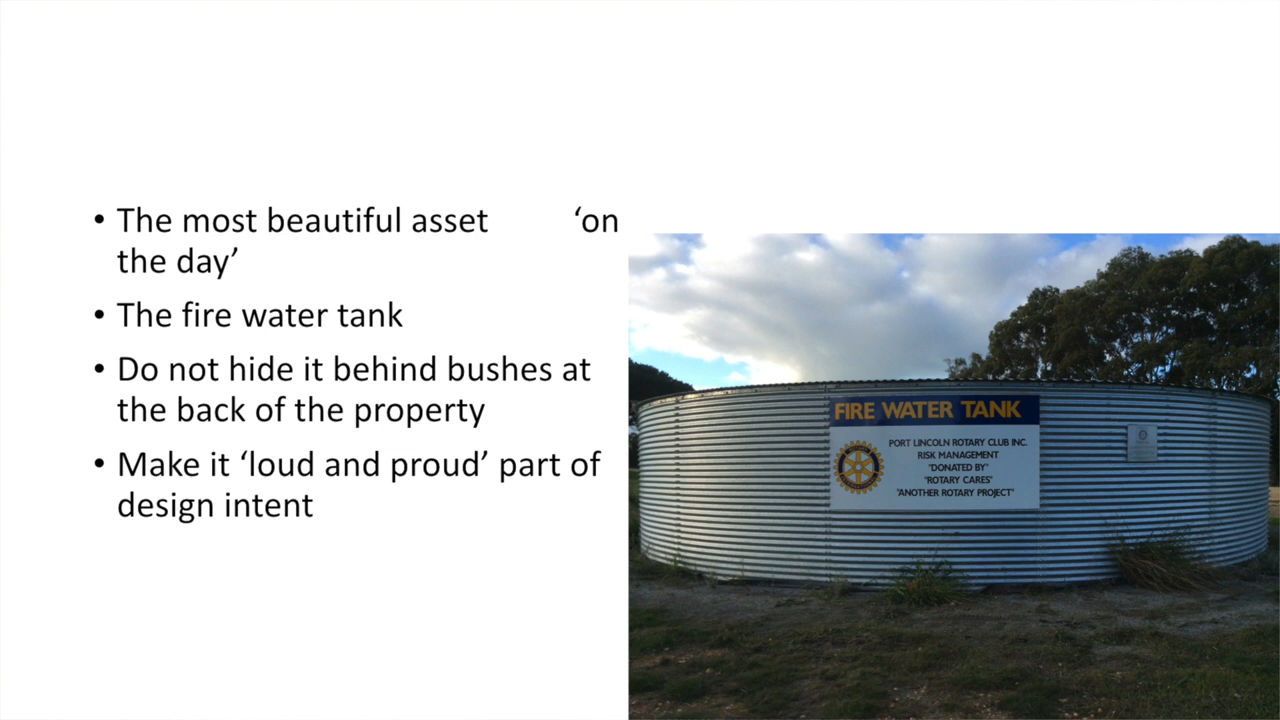 • The most beautiful asset ‘on
the day’
• The fire water tank
• Do not hide it behind bushes at
the back of the property
• Make it ‘loud and proud’ part of
design intent
FIRE WATER TANK
PORT LINCOLN ROTARY CLUB INC.
RISK MANAGEMENT
"DONATED BY"
"ROTARY CARES"
"ANOTHER ROTARY PROJECT"